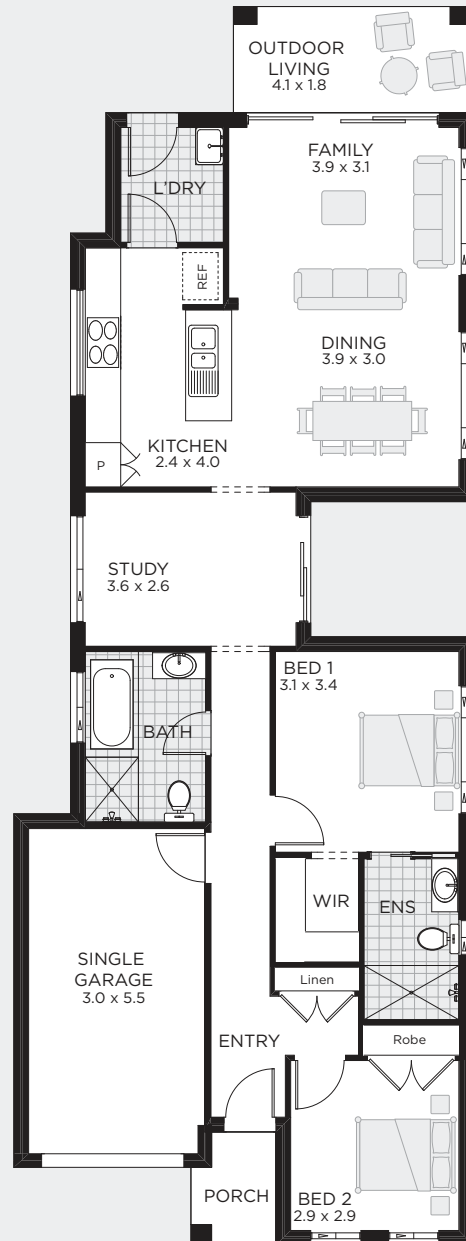 OUTDOOR
LIVING
4.1 x 1.8
FAMILY
3.9 x 3.1
L'DRY
REF
DINING
3.9 x 3.0
KITCHEN
2.4 x 4.0
P
STUDY
3.6 x 2.6
BED 1
3.1 x 3.4
BATH
WIR
ENS
SINGLE
GARAGE
3.0 x 5.5
Linen
ENTRY
Robe
PORCH
BED 2
2.9 x 2.9